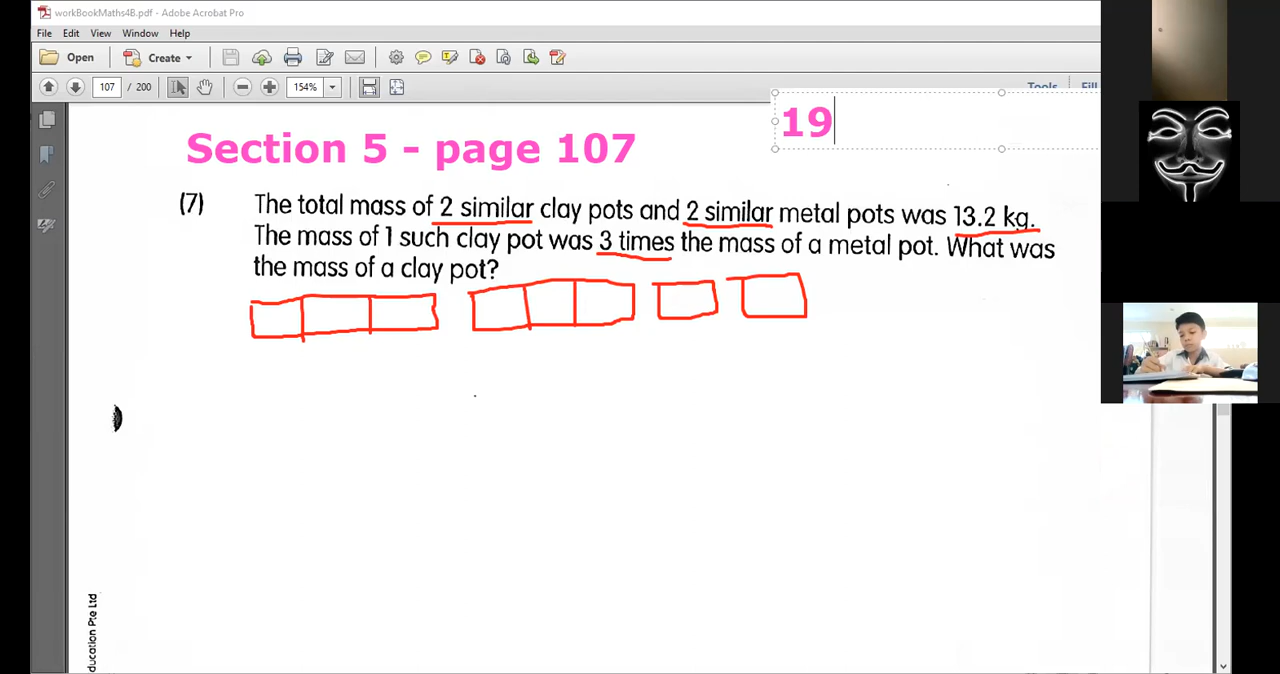 workBookMaths4B.pdf - Adobe Acrobat Pro
File Edit View Window Help
Open Create
107 / 200 154% Tools Fill
19
Section 5 - page 107
(7) The total mass of 2 similar clay pots and 2 similar metal pots was 13.2 kg.
The mass of 1 such clay pot was 3 times the mass of a metal pot. What was
the mass of a clay pot?
ducation Pte Ltd